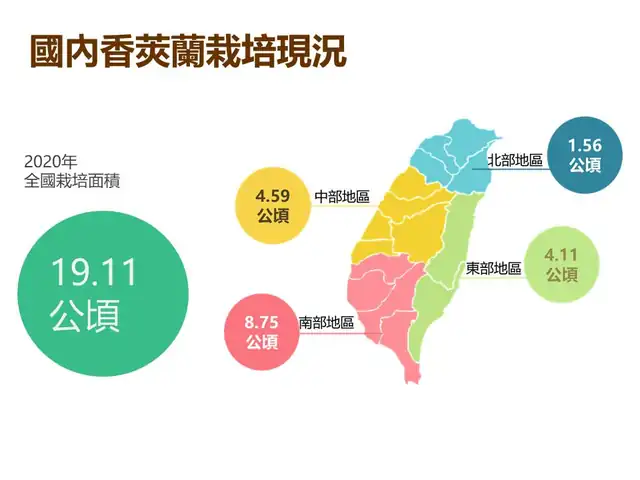 國內香莢蘭栽培現況
2020年
全國栽培面積
19.11
公頃
1.56
公頃
北部地區
4.59
公頃
中部地區
4.11
公頃
東部地區
8.75
公頃
南部地區